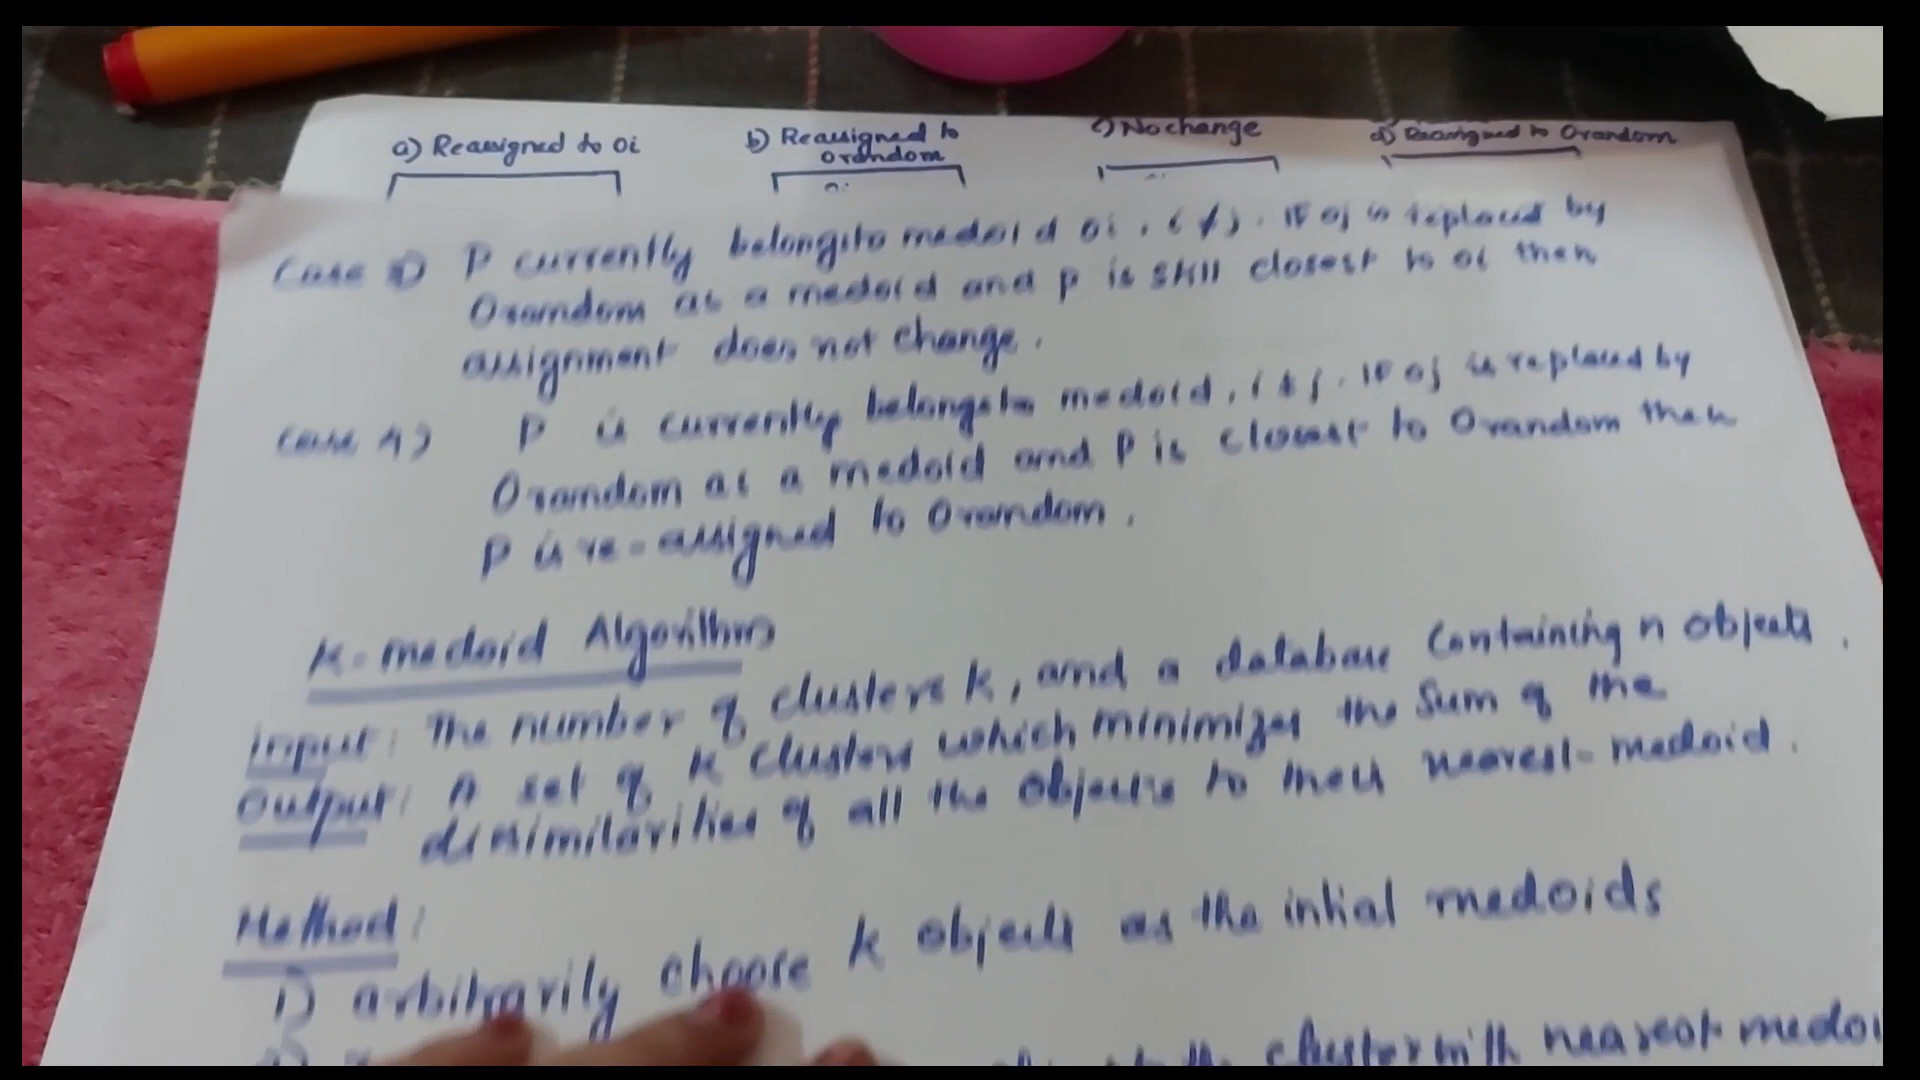 a) Reassigned to Oi
b) Reassigned to
Orandom
c) No change
d) Reassigned to Orandom
Case P currently belongs to medoid oi, i ≠ j. If oj is replaced by
Orandom as a medoid and p is still closest to oi then
assignment does not change.
Case 4) P is currently belongs to medoid, i ≠ j. If oj is replaced by
Orandom as a medoid and P is closest to Orandom then
P is re-assigned to Orandom.
K-medoid Algorithm
input: The number of clusters k, and a database containing n objects.
Output: A set of K clusters which minimizes the sum of the
dissimilarities of all the objects to their nearest-medoid.
Method:
1) arbitrarily choose k objects as the intial medoids
cluster with nearest medoi